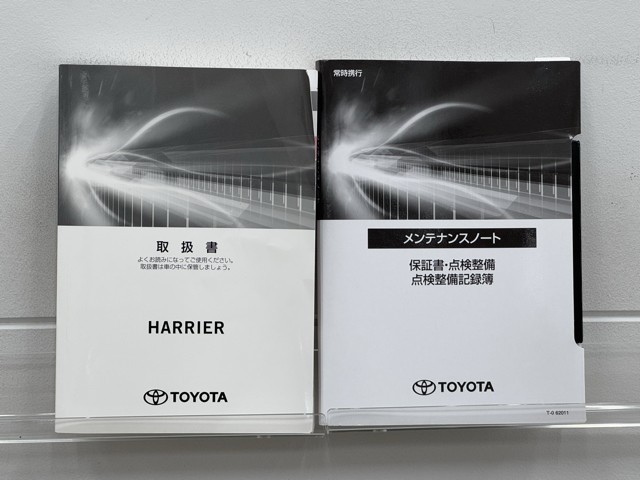 取扱書
よくお読みになってご使用ください。
取扱書は車の中に保管しましょう。
HARRIER
TOYOTA
常時携行
メンテナンスノート
保証書・点検整備
点検整備記録簿
TOYOTA
T-0 62011